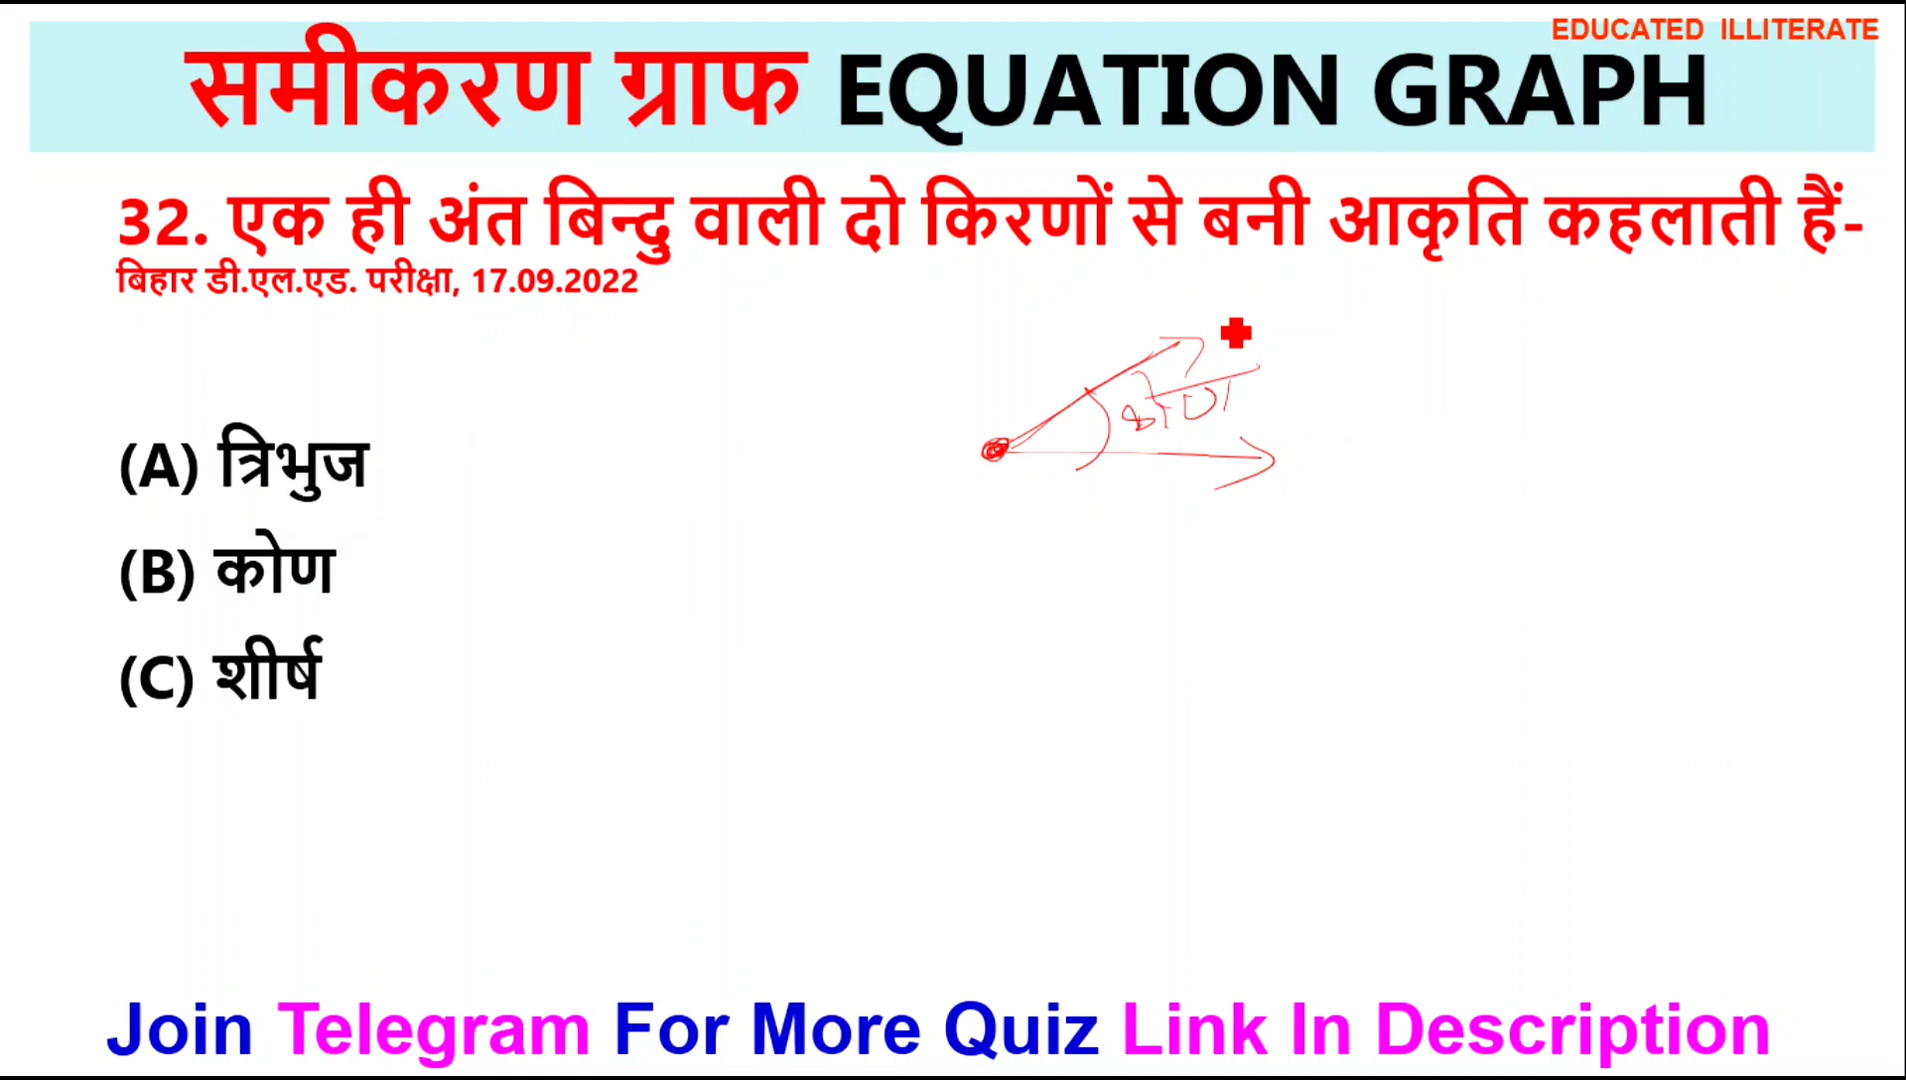 EDUCATED ILLITERATE
समीकरण ग्राफ EQUATION GRAPH
32. एक ही अंत बिन्दु वाली दो किरणों से बनी आकृति कहलाती हैं-
बिहार डी.एल.एड. परीक्षा, 17.09.2022
कोण
(A) त्रिभुज
(B) कोण
(C) शीर्ष
Join Telegram For More Quiz Link In Description